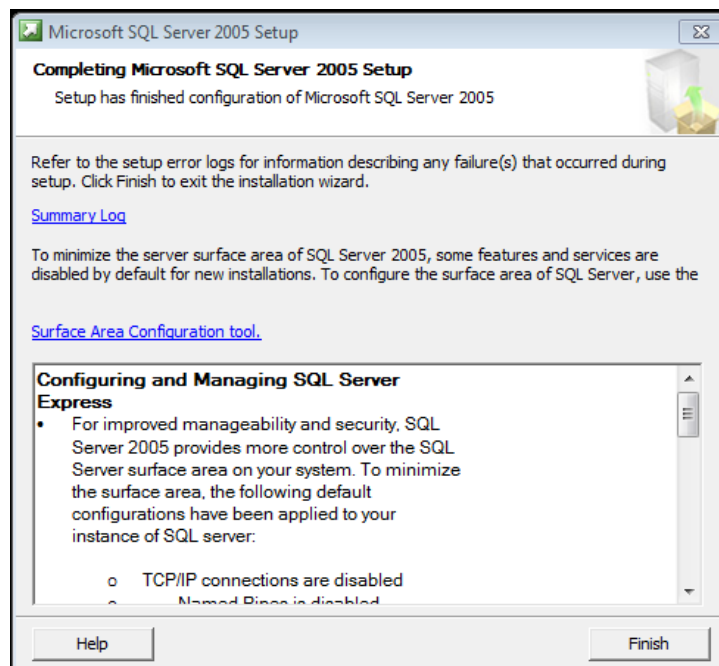 Microsoft SQL Server 2005 Setup
Completing Microsoft SQL Server 2005 Setup
Setup has finished configuration of Microsoft SQL Server 2005
Refer to the setup error logs for information describing any failure(s) that occurred during
setup. Click Finish to exit the installation wizard.
Summary Log
To minimize the server surface area of SQL Server 2005, some features and services are
disabled by default for new installations. To configure the surface area of SQL Server, use the
Surface Area Configuration tool.
Configuring and Managing SQL Server
Express
• For improved manageability and security, SQL
Server 2005 provides more control over the SQL
Server surface area on your system. To minimize
the surface area, the following default
configurations have been applied to your
instance of SQL server:
o TCP/IP connections are disabled
o Named Pipes is disabled
Help
Finish